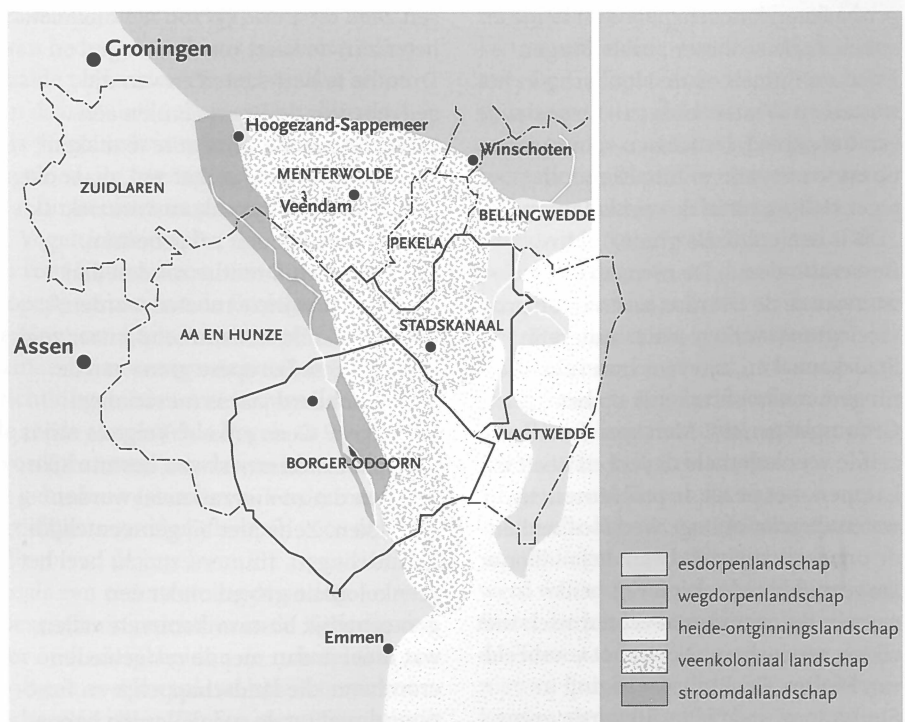 Groningen
Hoogezand-Sappemeer
Winschoten
MENTERWOLDE
ZUIDLAREN
Veendam
BELLINGWEDDE
PEKELA
STADSKANAAL
AA EN HUNZE
Assen
VLAGTWEDDE
BORGER-ODOORN
esdorpenlandschap
wegdorpenlandschap
heide-ontginningslandschap
Emmen
veenkoloniaal landschap
stroomdallandschap